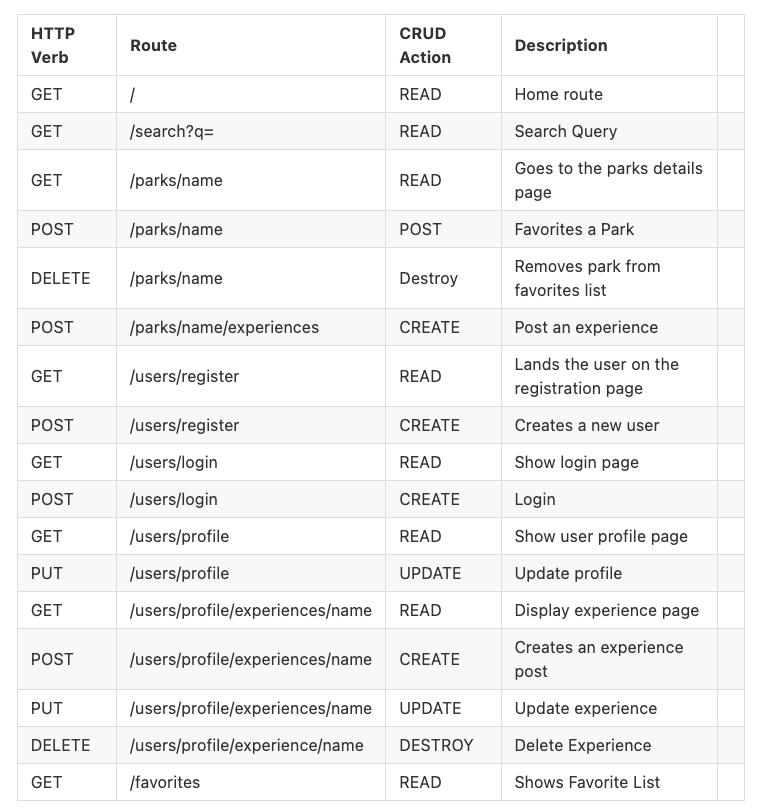 HTTP Verb Route CRUD Action Description
GET / READ Home route
GET /search?q= READ Search Query
GET /parks/name READ Goes to the parks details page
POST /parks/name POST Favorites a Park
DELETE /parks/name Destroy Removes park from favorites list
POST /parks/name/experiences CREATE Post an experience
GET /users/register READ Lands the user on the registration page
POST /users/register CREATE Creates a new user
GET /users/login READ Show login page
POST /users/login CREATE Login
GET /users/profile READ Show user profile page
PUT /users/profile UPDATE Update profile
GET /users/profile/experiences/name READ Display experience page
POST /users/profile/experiences/name CREATE Creates an experience post
PUT /users/profile/experiences/name UPDATE Update experience
DELETE /users/profile/experience/name DESTROY Delete Experience
GET /favorites READ Shows Favorite List